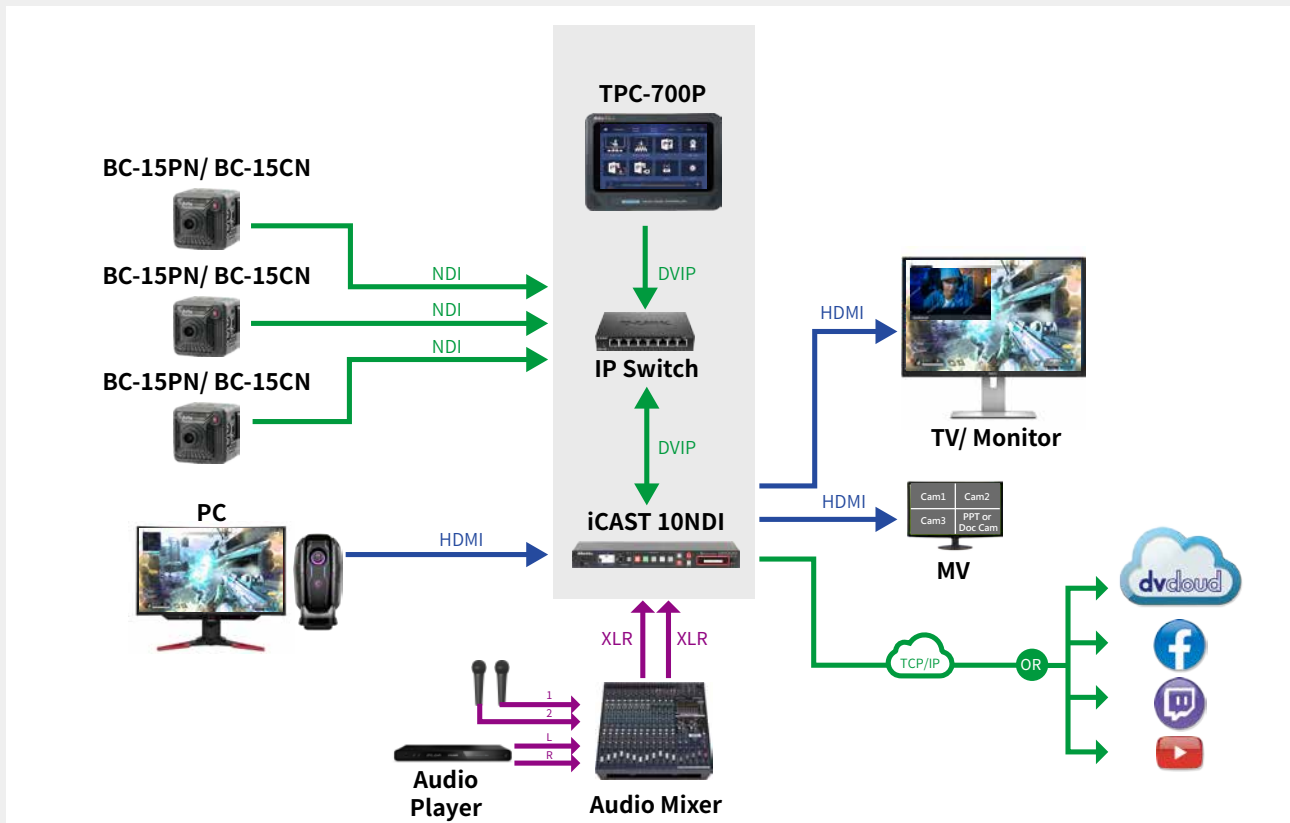 TPC-700P
BC-15PN/ BC-15CN
NDI
DVIP
BC-15PN/ BC-15CN
NDI
HDMI
NDI
IP Switch
BC-15PN/ BC-15CN
TV/ Monitor
DVIP
PC
HDMI
iCAST 10NDI
HDMI
Cam1
Cam2
Cam3
PPT or
Doc Cam
MV
dvcloud
XLR
XLR
TCP/IP
OR
1
2
L
R
Audio
Player
Audio Mixer